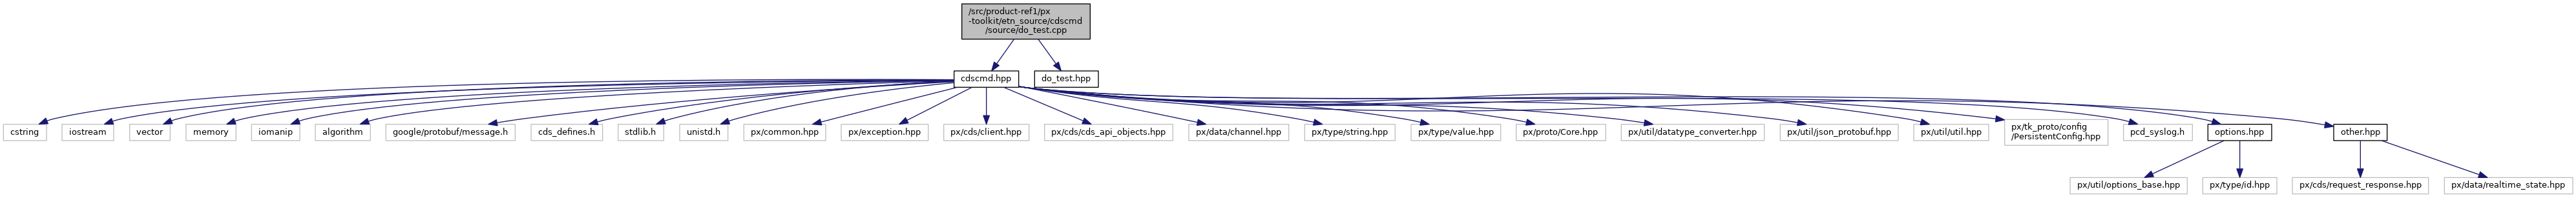 /src/product-ref1/px
-toolkit/etn_source/cdscmd
/source/do_test.cpp
cdscmd.hpp
do_test.hpp
cstring
iostream
vector
memory
iomanip
algorithm
google/protobuf/message.h
cds_defines.h
stdlib.h
unistd.h
px/common.hpp
px/exception.hpp
px/cds/client.hpp
px/cds/cds_api_objects.hpp
px/data/channel.hpp
px/type/string.hpp
px/type/value.hpp
px/proto/Core.hpp
px/util/datatype_converter.hpp
px/util/json_protobuf.hpp
px/util/util.hpp
px/tk_proto/config
/PersistentConfig.hpp
pcd_syslog.h
options.hpp
other.hpp
px/util/options_base.hpp
px/type/id.hpp
px/cds/request_response.hpp
px/data/realtime_state.hpp